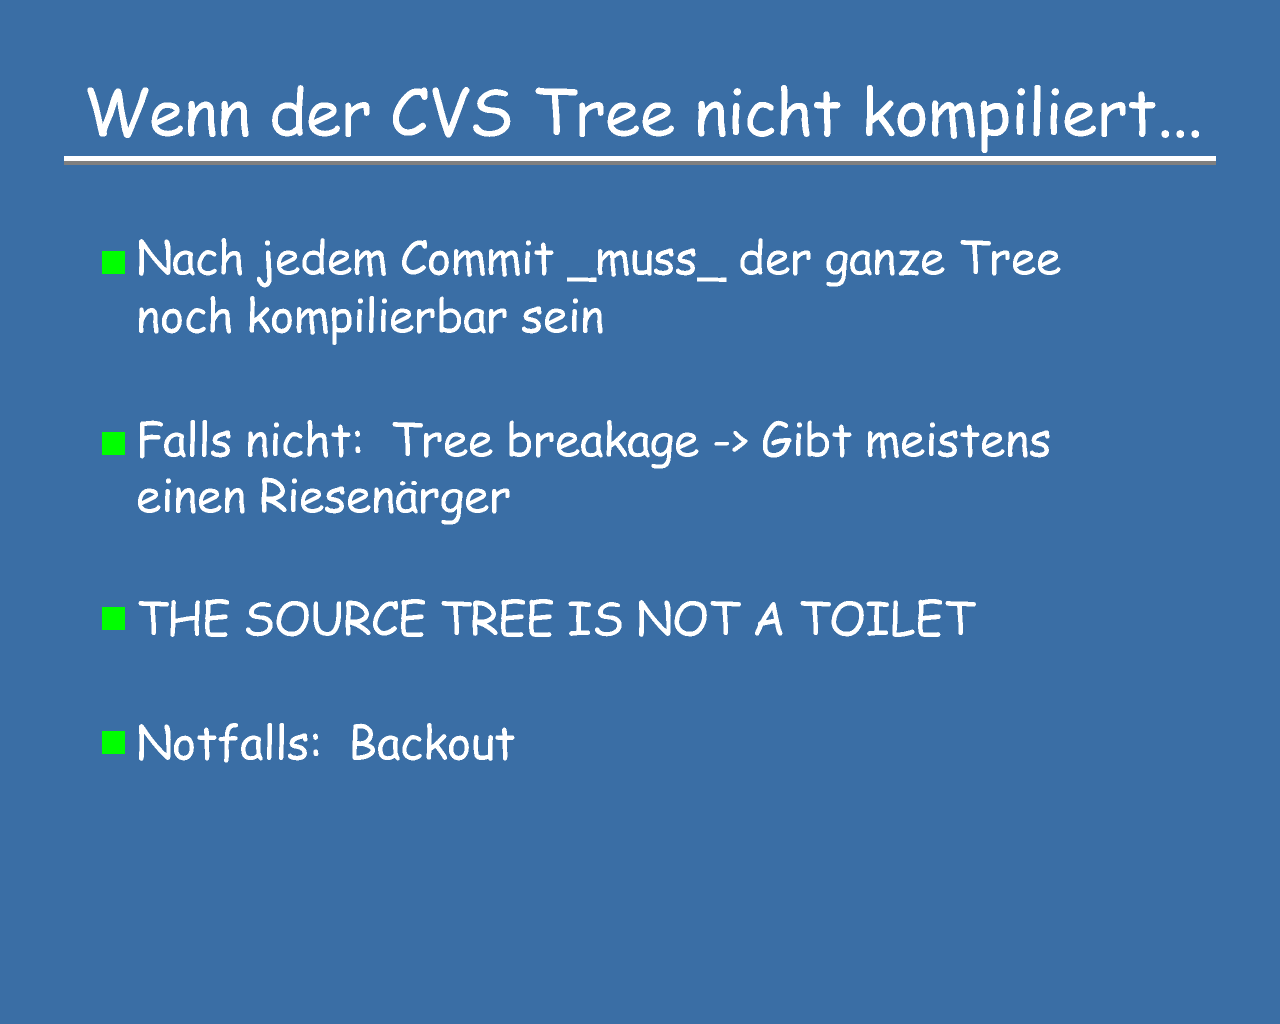 Wenn der CVS Tree nicht kompiliert...
Nach jedem Commit _muss_ der ganze Tree
noch kompilierbar sein
Falls nicht:  Tree breakage -> Gibt meistens
einen Riesenärger
THE SOURCE TREE IS NOT A TOILET
Notfalls:  Backout